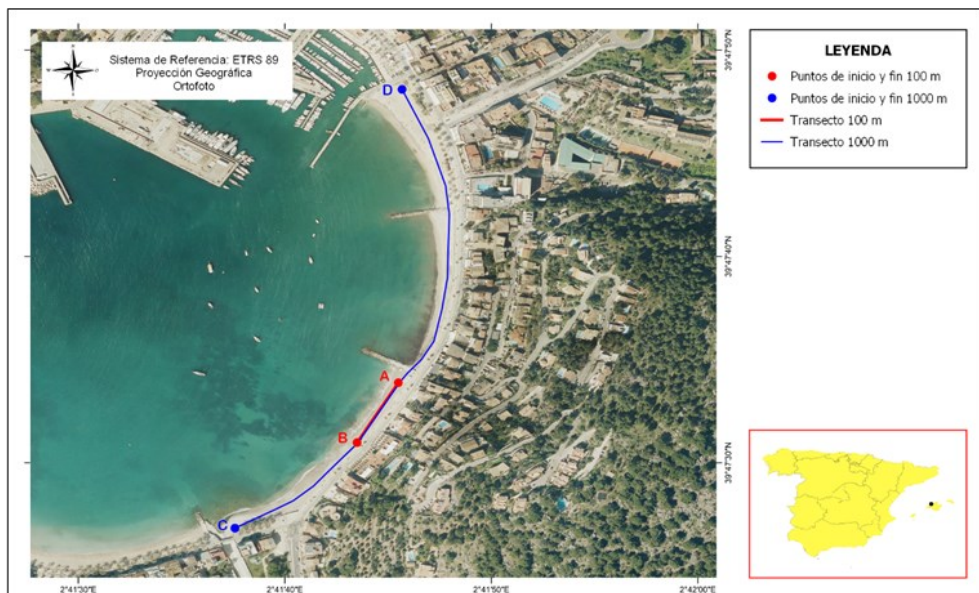 Sistema de Referencia: ETRS 89
Proyección Geográfica
Ortofoto
D
A
B
C
2°41'30"E
2°41'40"E
2°41'50"E
2°42'00"E
39°47'50"N
39°47'40"N
39°47'30"N
LEYENDA
Puntos de inicio y fin 100 m
Puntos de inicio y fin 1000 m
Transecto 100 m
Transecto 1000 m